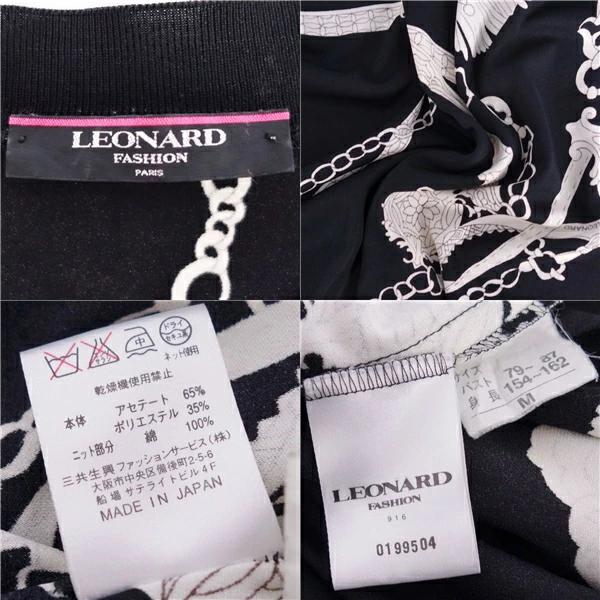 LEONARD
FASHION
PARIS
LEONARD
中
ドライ
セキユ系
ネット使用
乾燥機使用禁止
本体 アセテート 65%
ポリエステル 35%
ニット部分 綿 100%
三共生興ファッションサービス(株)
大阪市中央区備後町2-5-6
船場サテライトビル4F
MADE IN JAPAN
サイズ
バスト 79~87
身長 154~162
M
LEONARD
FASHION
916
0199504